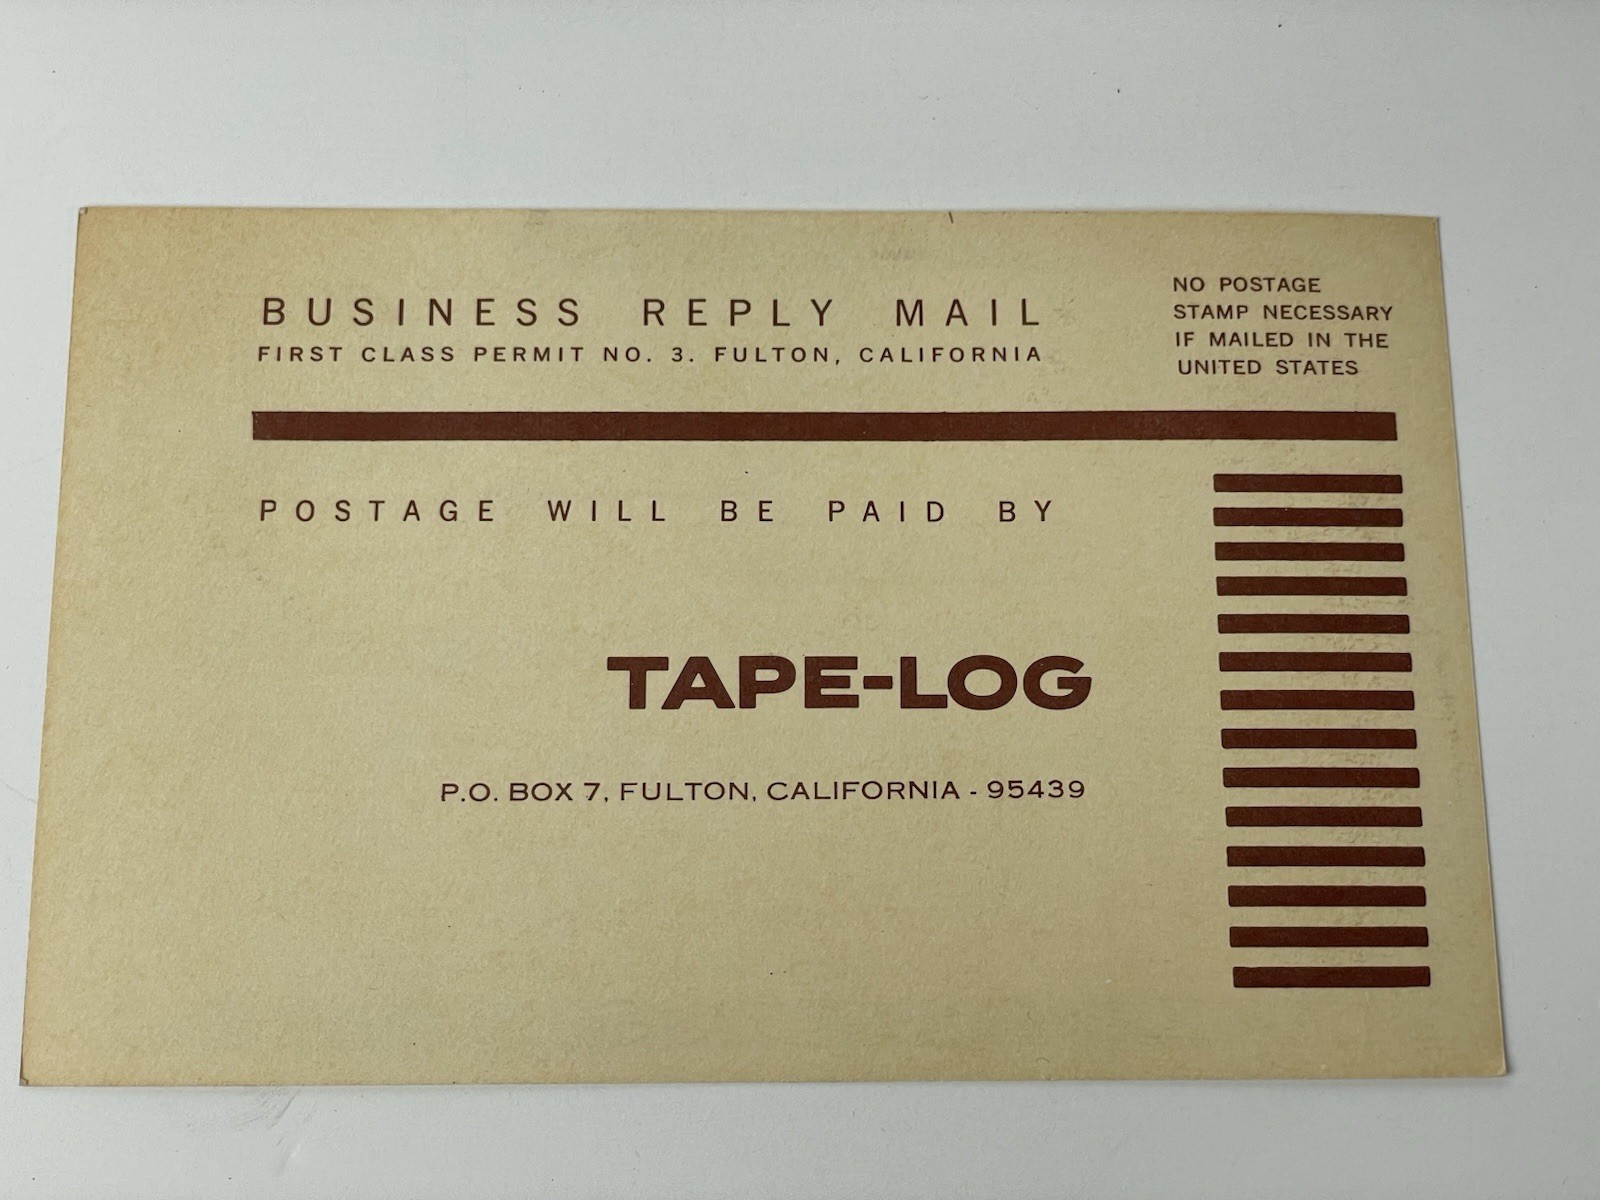 BUSINESS REPLY MAIL
FIRST CLASS PERMIT NO. 3. FULTON, CALIFORNIA
NO POSTAGE
STAMP NECESSARY
IF MAILED IN THE
UNITED STATES
POSTAGE WILL BE PAID BY
TAPE-LOG
P.O. BOX 7, FULTON, CALIFORNIA - 95439